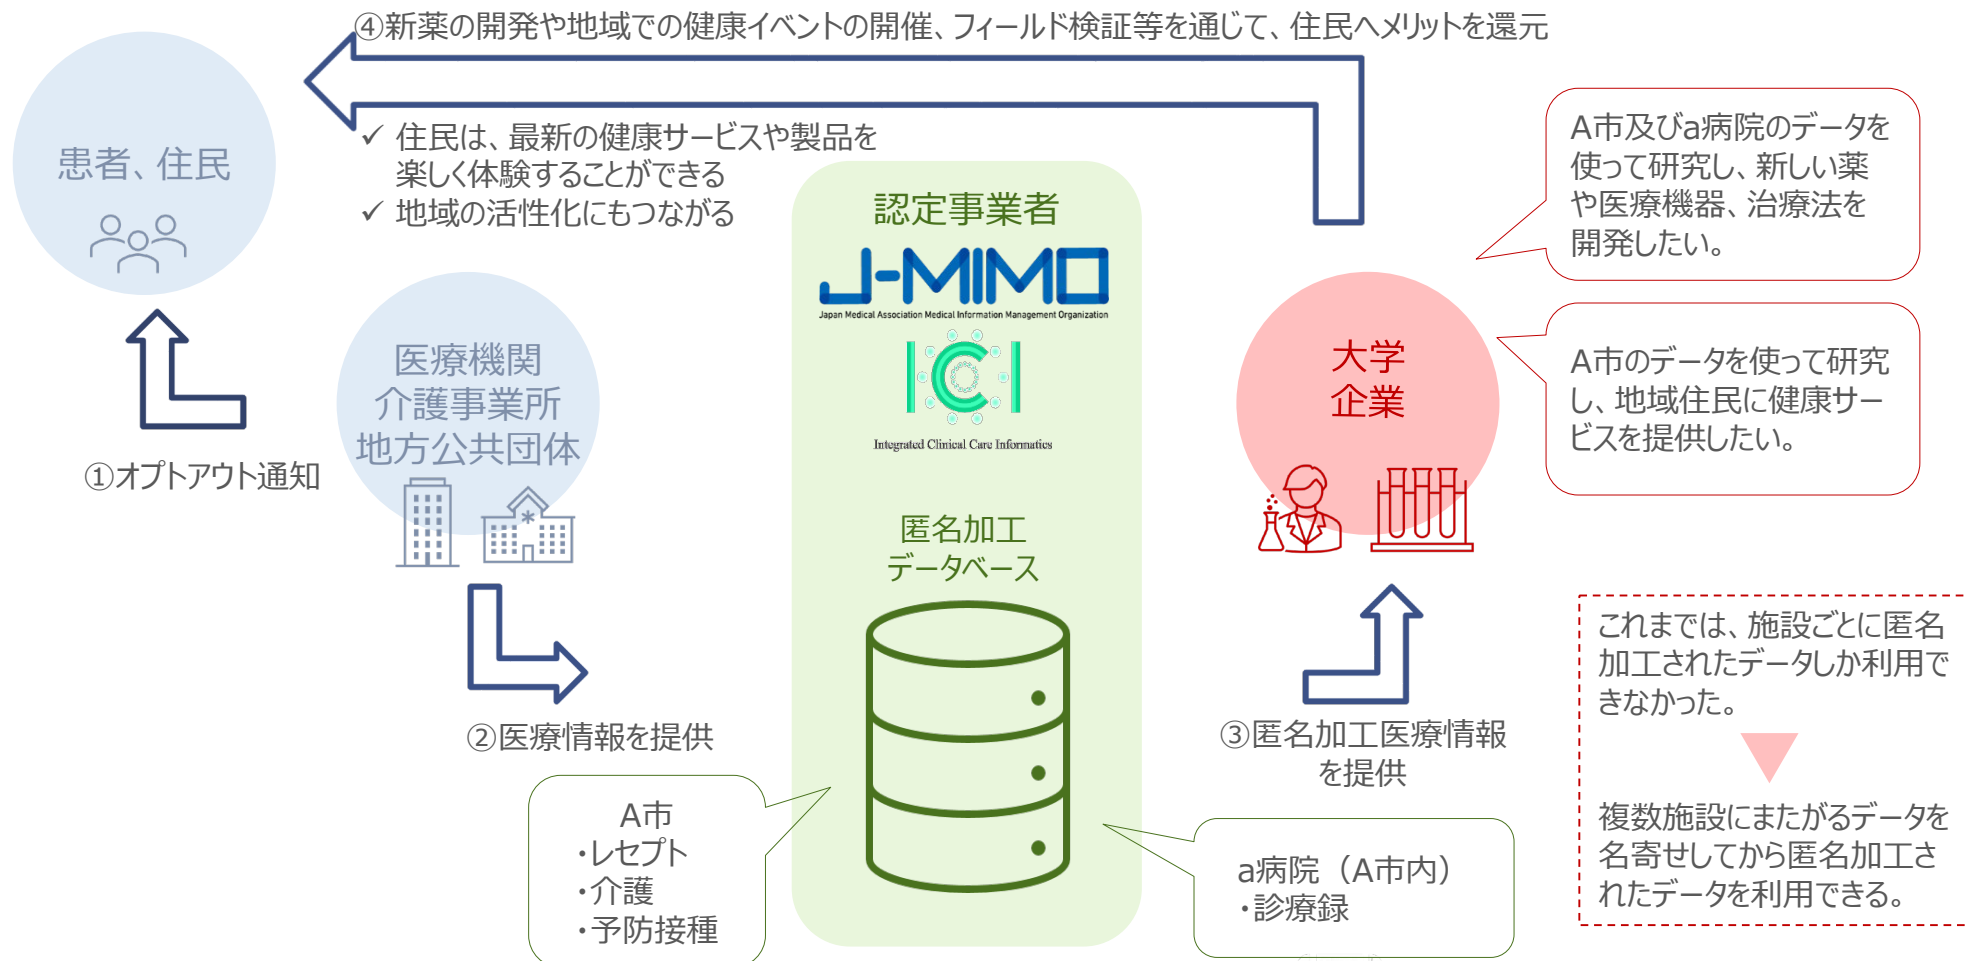 ④新薬の開発や地域での健康イベントの開催、フィールド検証等を通じて、住民へメリットを還元
✓ 住民は、最新の健康サービスや製品を
楽しく体験することができる
✓ 地域の活性化にもつながる
患者、住民
①オプトアウト通知
医療機関
介護事業所
地方公共団体
②医療情報を提供
認定事業者
J-MIMO
Japan Medical Association Medical Information Management Organization
ICI
Integrated Clinical Care Informatics
匿名加工
データベース
A市
・レセプト
・介護
・予防接種
a病院（A市内）
・診療録
大学
企業
③匿名加工医療情報
を提供
A市及びa病院のデータを
使って研究し、新しい薬
や医療機器、治療法を
開発したい。
A市のデータを使って研究
し、地域住民に健康サー
ビスを提供したい。
これまでは、施設ごとに匿名
加工されたデータしか利用で
きなかった。
複数施設にまたがるデータを
名寄せしてから匿名加工さ
れたデータを利用できる。